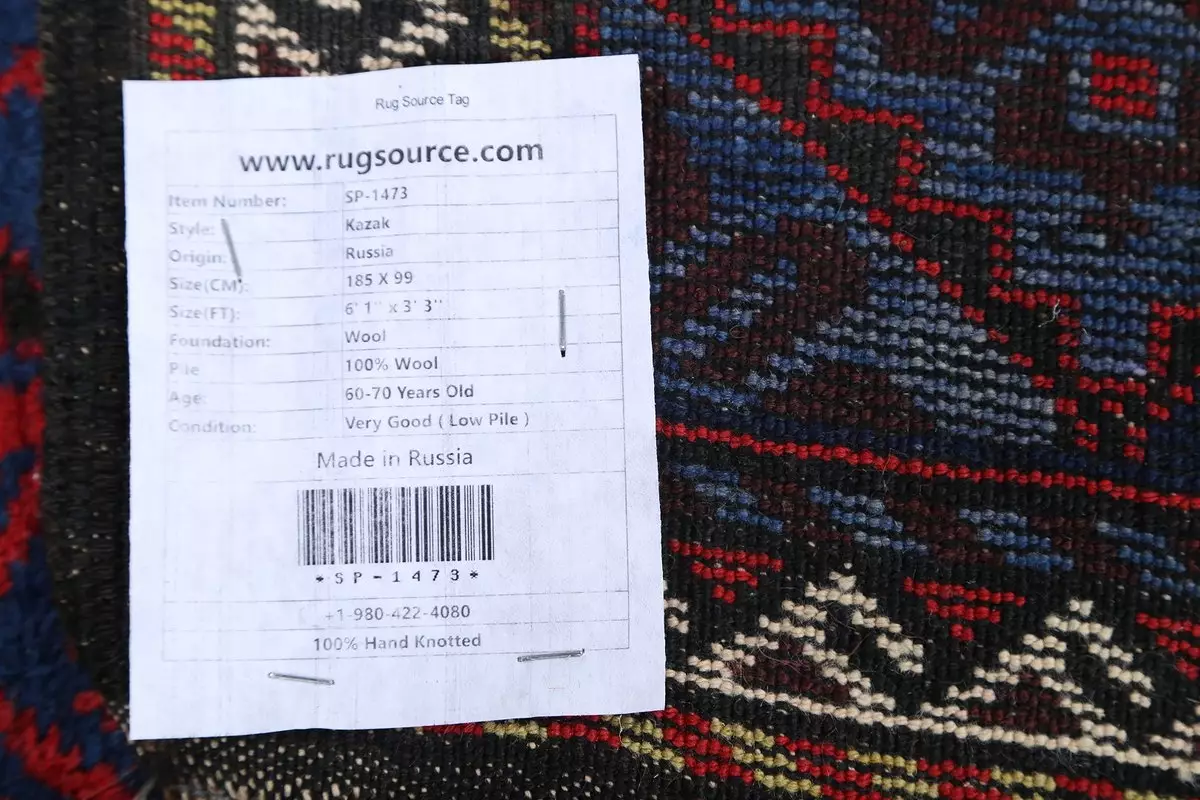 Rug Source Tag
www.rugsource.com
Item Number: SP-1473
Style: Kazak
Origin: Russia
Size(CM): 185 X 99
Size(FT): 6' 1'' x 3' 3''
Foundation: Wool
Pile 100% Wool
Age: 60-70 Years Old
Condition: Very Good ( Low Pile )
Made in Russia
*SP-1473*
+1-980-422-4080
100% Hand Knotted